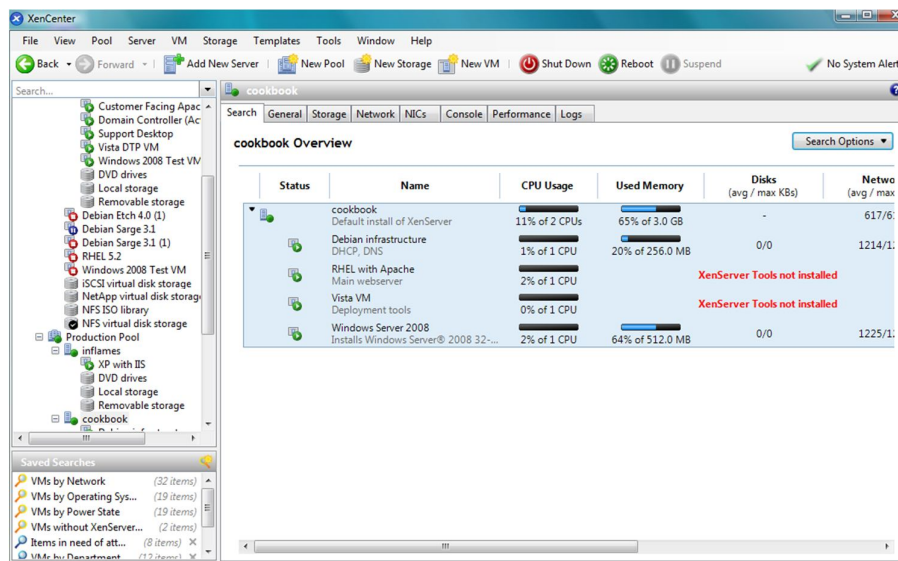 XenCenter
File View Pool Server VM Storage Templates Tools Window Help
Back Forward Add New Server New Pool New Storage New VM Shut Down Reboot Suspend No System Alert
Search...
Customer Facing Apac
Domain Controller (Ac
Support Desktop
Vista DTP VM
Windows 2008 Test VM
DVD drives
Local storage
Removable storage
Debian Etch 4.0 (1)
Debian Sarge 3.1
Debian Sarge 3.1 (1)
RHEL 5.2
Windows 2008 Test VM
iSCSI virtual disk storage
NetApp virtual disk storag
NFS ISO library
NFS virtual disk storage
Production Pool
inflames
XP with IIS
DVD drives
Local storage
Removable storage
cookbook
Saved Searches
VMs by Network (32 items)
VMs by Operating Sys... (19 items)
VMs by Power State (19 items)
VMs without XenServer... (2 items)
Items in need of att... (8 items)
VMs by Department (12 items)
cookbook
Search General Storage Network NICs Console Performance Logs
cookbook Overview
Search Options
Status Name CPU Usage Used Memory Disks (avg / max KBs) Netwo (avg / max
cookbook
Default install of XenServer 11% of 2 CPUs 65% of 3.0 GB - 617/6
Debian infrastructure
DHCP, DNS 1% of 1 CPU 20% of 256.0 MB 0/0 1214/1
RHEL with Apache
Main webserver 2% of 1 CPU XenServer Tools not installed
Vista VM
Deployment tools 0% of 1 CPU XenServer Tools not installed
Windows Server 2008
Installs Windows Server® 2008 32-... 2% of 1 CPU 64% of 512.0 MB 0/0 1225/1